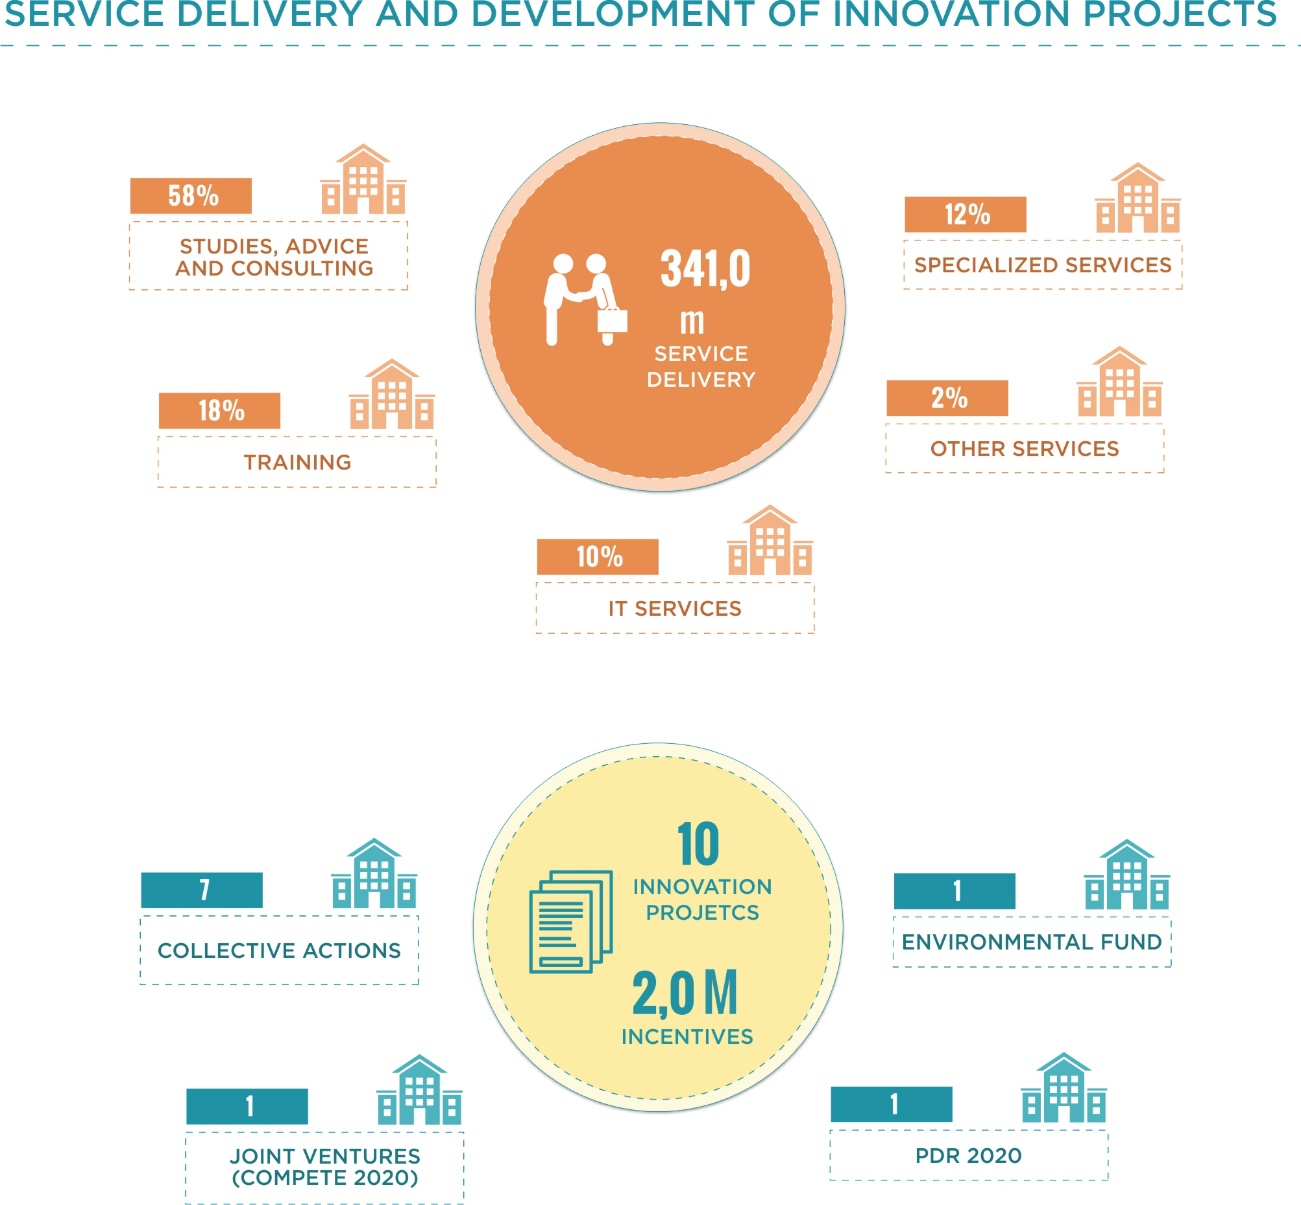 SERVICE DELIVERY AND DEVELOPMENT OF INNOVATION PROJECTS
58%
STUDIES, ADVICE
AND CONSULTING
18%
TRAINING
341,0
m
SERVICE
DELIVERY
12%
SPECIALIZED SERVICES
2%
OTHER SERVICES
10%
IT SERVICES
7
COLLECTIVE ACTIONS
1
JOINT VENTURES
(COMPETE 2020)
10
INNOVATION
PROJETCS
2,0 M
INCENTIVES
1
ENVIRONMENTAL FUND
1
PDR 2020